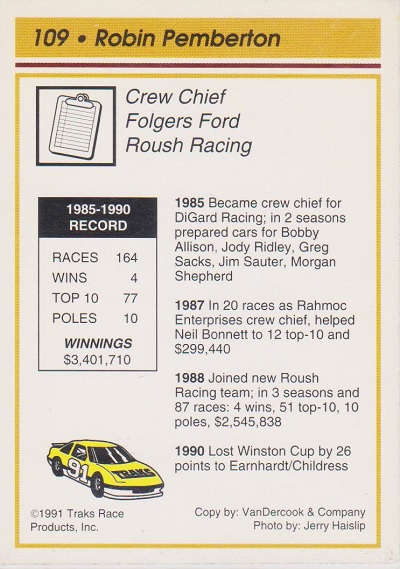 109 • Robin Pemberton
Crew Chief
Folgers Ford
Roush Racing
1985-1990
RECORD
RACES 164
WINS 4
TOP 10 77
POLES 10
WINNINGS
$3,401,710
1985 Became crew chief for
DiGard Racing; in 2 seasons
prepared cars for Bobby
Allison, Jody Ridley, Greg
Sacks, Jim Sauter, Morgan
Shepherd
1987 In 20 races as Rahmoc
Enterprises crew chief, helped
Neil Bonnett to 12 top-10 and
$299,440
1988 Joined new Roush
Racing team; in 3 seasons and
87 races: 4 wins, 51 top-10, 10
poles, $2,545,838
1990 Lost Winston Cup by 26
points to Earnhardt/Childress
91 TRAKS
©1991 Traks Race
Products, Inc.
Copy by: VanDercook & Company
Photo by: Jerry Haislip